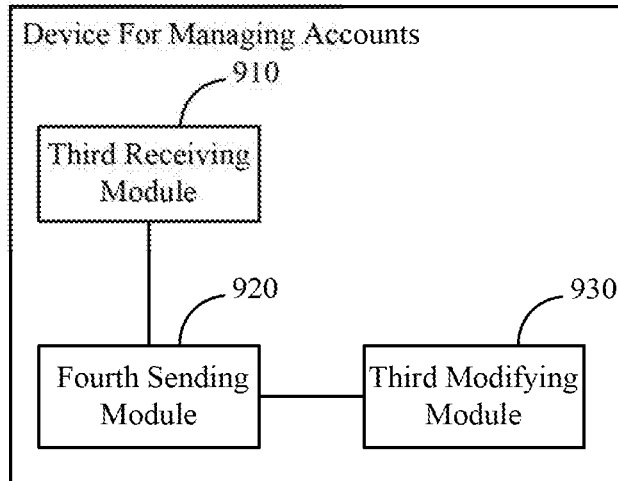 Device For Managing Accounts
910
Third Receiving
Module
920
930
Fourth Sending
Module
Third Modifying
Module